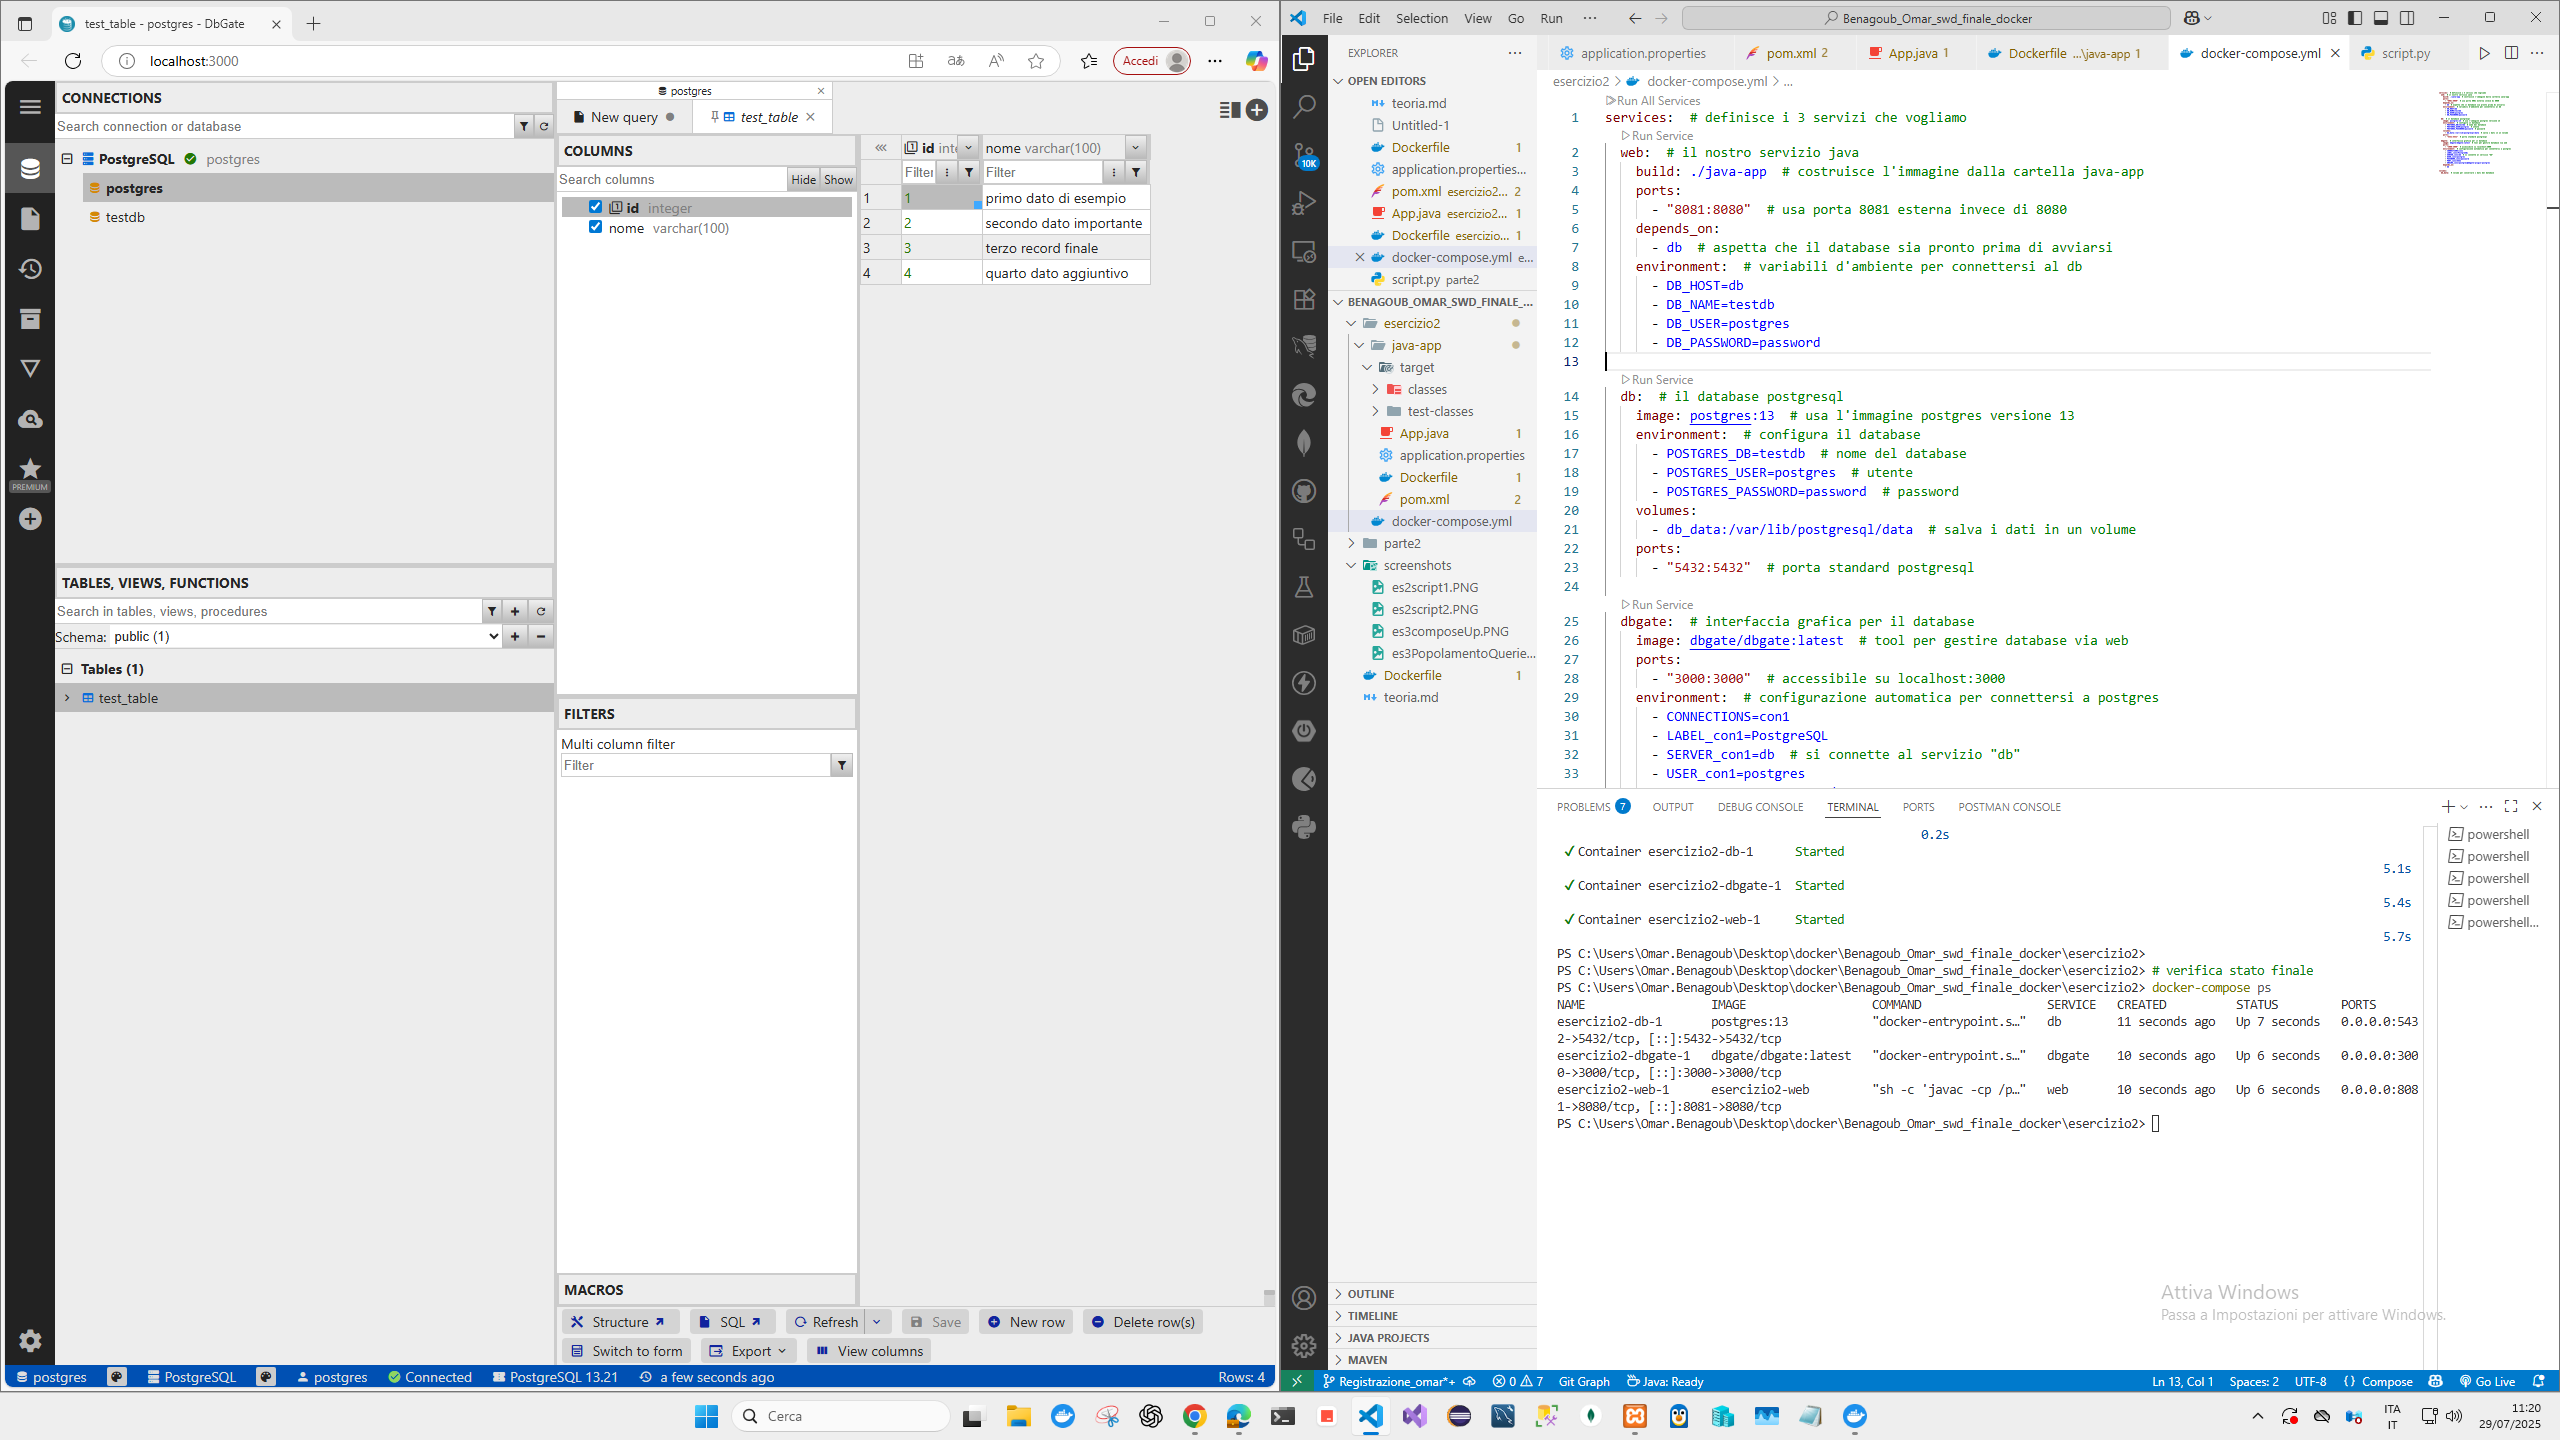 test_table - postgres - DbGate
localhost:3000
Accedi
CONNECTIONS
Search connection or database
PostgreSQL postgres
postgres
testdb
PREMIUM
TABLES, VIEWS, FUNCTIONS
Search in tables, views, procedures
Schema: public (1)
Tables (1)
test_table
postgres
New query
test_table
COLUMNS
Search columns
Hide Show
id integer
nome varchar(100)
FILTERS
Multi column filter
Filter
MACROS
id inte nome varchar(100)
Filter Filter
1 1 primo dato di esempio
2 2 secondo dato importante
3 3 terzo record finale
4 4 quarto dato aggiuntivo
Structure SQL Refresh Save New row Delete row(s)
Switch to form Export View columns
postgres PostgreSQL postgres Connected PostgreSQL 13.21 a few seconds ago Rows: 4
File Edit Selection View Go Run
Benagoub_Omar_swd_finale_docker
EXPLORER
OPEN EDITORS
teoria.md
Untitled-1
Dockerfile 1
application.properties...
pom.xml esercizio2... 2
App.java esercizio2... 1
Dockerfile esercizio... 1
docker-compose.yml e...
script.py parte2
BENAGOUB_OMAR_SWD_FINALE_...
esercizio2
java-app
target
classes
test-classes
App.java 1
application.properties
Dockerfile 1
pom.xml 2
docker-compose.yml
parte2
screenshots
es2script1.PNG
es2script2.PNG
es3composeUp.PNG
es3PopolamentoQuerie...
Dockerfile 1
teoria.md
OUTLINE
TIMELINE
JAVA PROJECTS
MAVEN
10K
application.properties pom.xml 2 App.java 1 Dockerfile ...\java-app 1 docker-compose.yml script.py
esercizio2 > docker-compose.yml > ...
Run All Services
1 services: # definisce i 3 servizi che vogliamo
Run Service
2 web: # il nostro servizio java
3 build: ./java-app # costruisce l'immagine dalla cartella java-app
4 ports:
5 - "8081:8080" # usa porta 8081 esterna invece di 8080
6 depends_on:
7 - db # aspetta che il database sia pronto prima di avviarsi
8 environment: # variabili d'ambiente per connettersi al db
9 - DB_HOST=db
10 - DB_NAME=testdb
11 - DB_USER=postgres
12 - DB_PASSWORD=password
13
Run Service
14 db: # il database postgresql
15 image: postgres:13 # usa l'immagine postgres versione 13
16 environment: # configura il database
17 - POSTGRES_DB=testdb # nome del database
18 - POSTGRES_USER=postgres # utente
19 - POSTGRES_PASSWORD=password # password
20 volumes:
21 - db_data:/var/lib/postgresql/data # salva i dati in un volume
22 ports:
23 - "5432:5432" # porta standard postgresql
24
Run Service
25 dbgate: # interfaccia grafica per il database
26 image: dbgate/dbgate:latest # tool per gestire database via web
27 ports:
28 - "3000:3000" # accessibile su localhost:3000
29 environment: # configurazione automatica per connettersi a postgres
30 - CONNECTIONS=con1
31 - LABEL_con1=PostgreSQL
32 - SERVER_con1=db # si connette al servizio "db"
33 - USER_con1=postgres
PROBLEMS 7 OUTPUT DEBUG CONSOLE TERMINAL PORTS POSTMAN CONSOLE
0.2s
✔ Container esercizio2-db-1 Started
5.1s
✔ Container esercizio2-dbgate-1 Started
5.4s
✔ Container esercizio2-web-1 Started
5.7s
PS C:\Users\Omar.Benagoub\Desktop\docker\Benagoub_Omar_swd_finale_docker\esercizio2>
PS C:\Users\Omar.Benagoub\Desktop\docker\Benagoub_Omar_swd_finale_docker\esercizio2> # verifica stato finale
PS C:\Users\Omar.Benagoub\Desktop\docker\Benagoub_Omar_swd_finale_docker\esercizio2> docker-compose ps
NAME IMAGE COMMAND SERVICE CREATED STATUS PORTS
esercizio2-db-1 postgres:13 "docker-entrypoint.s…" db 11 seconds ago Up 7 seconds 0.0.0.0:543
2->5432/tcp, [::]:5432->5432/tcp
esercizio2-dbgate-1 dbgate/dbgate:latest "docker-entrypoint.s…" dbgate 10 seconds ago Up 6 seconds 0.0.0.0:300
0->3000/tcp, [::]:3000->3000/tcp
esercizio2-web-1 esercizio2-web "sh -c 'javac -cp /p…" web 10 seconds ago Up 6 seconds 0.0.0.0:808
1->8080/tcp, [::]:8081->8080/tcp
PS C:\Users\Omar.Benagoub\Desktop\docker\Benagoub_Omar_swd_finale_docker\esercizio2>
powershell
powershell
powershell
powershell
powershell...
Attiva Windows
Passa a Impostazioni per attivare Windows.
Registrazione_omar*+ 0 7 Git Graph Java: Ready Ln 13, Col 1 Spaces: 2 UTF-8 {} Compose Go Live
Cerca
ITA
IT
11:20
29/07/2025